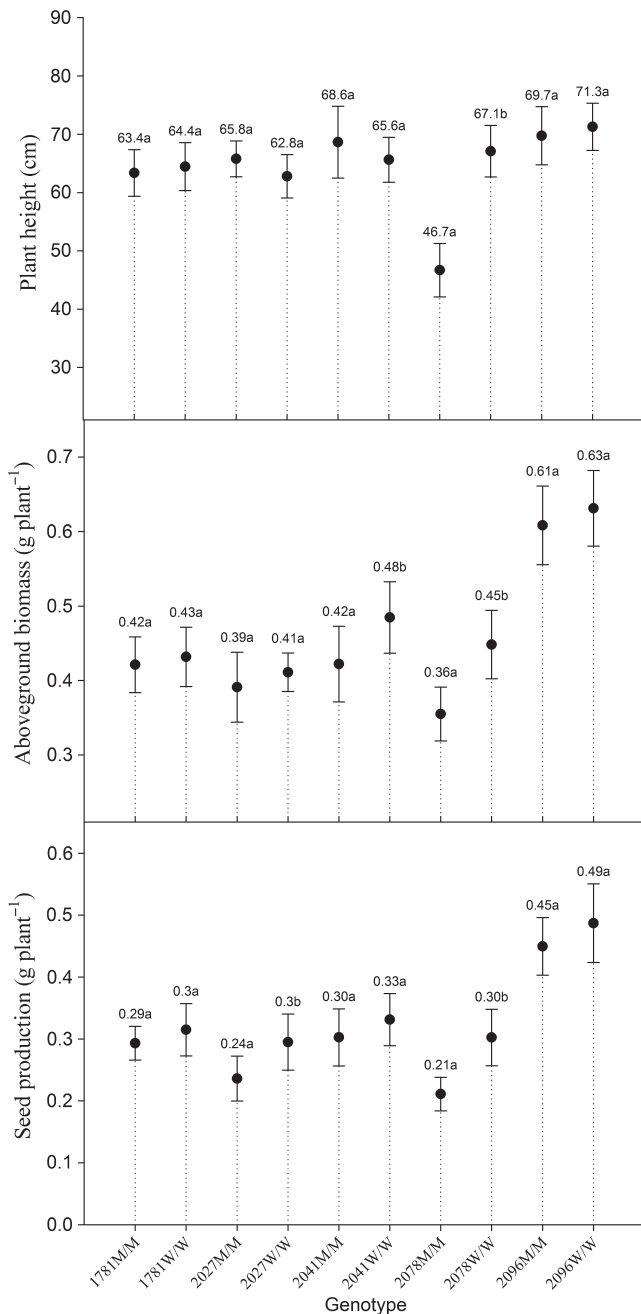 Plant height (cm)
90
80
70
60
50
40
30
63.4a
64.4a
65.8a
62.8a
68.6a
65.6a
46.7a
67.1b
69.7a
71.3a
Aboveground biomass (g plant⁻¹)
0.7
0.6
0.5
0.4
0.3
0.42a
0.43a
0.39a
0.41a
0.42a
0.48b
0.36a
0.45b
0.61a
0.63a
Seed production (g plant⁻¹)
0.6
0.5
0.4
0.3
0.2
0.1
0.0
0.29a
0.3a
0.24a
0.3b
0.30a
0.33a
0.21a
0.30b
0.45a
0.49a
1781M/M
1781W/W
2027M/M
2027W/W
2041M/M
2041W/W
2078M/M
2078W/W
2096M/M
2096W/W
Genotype